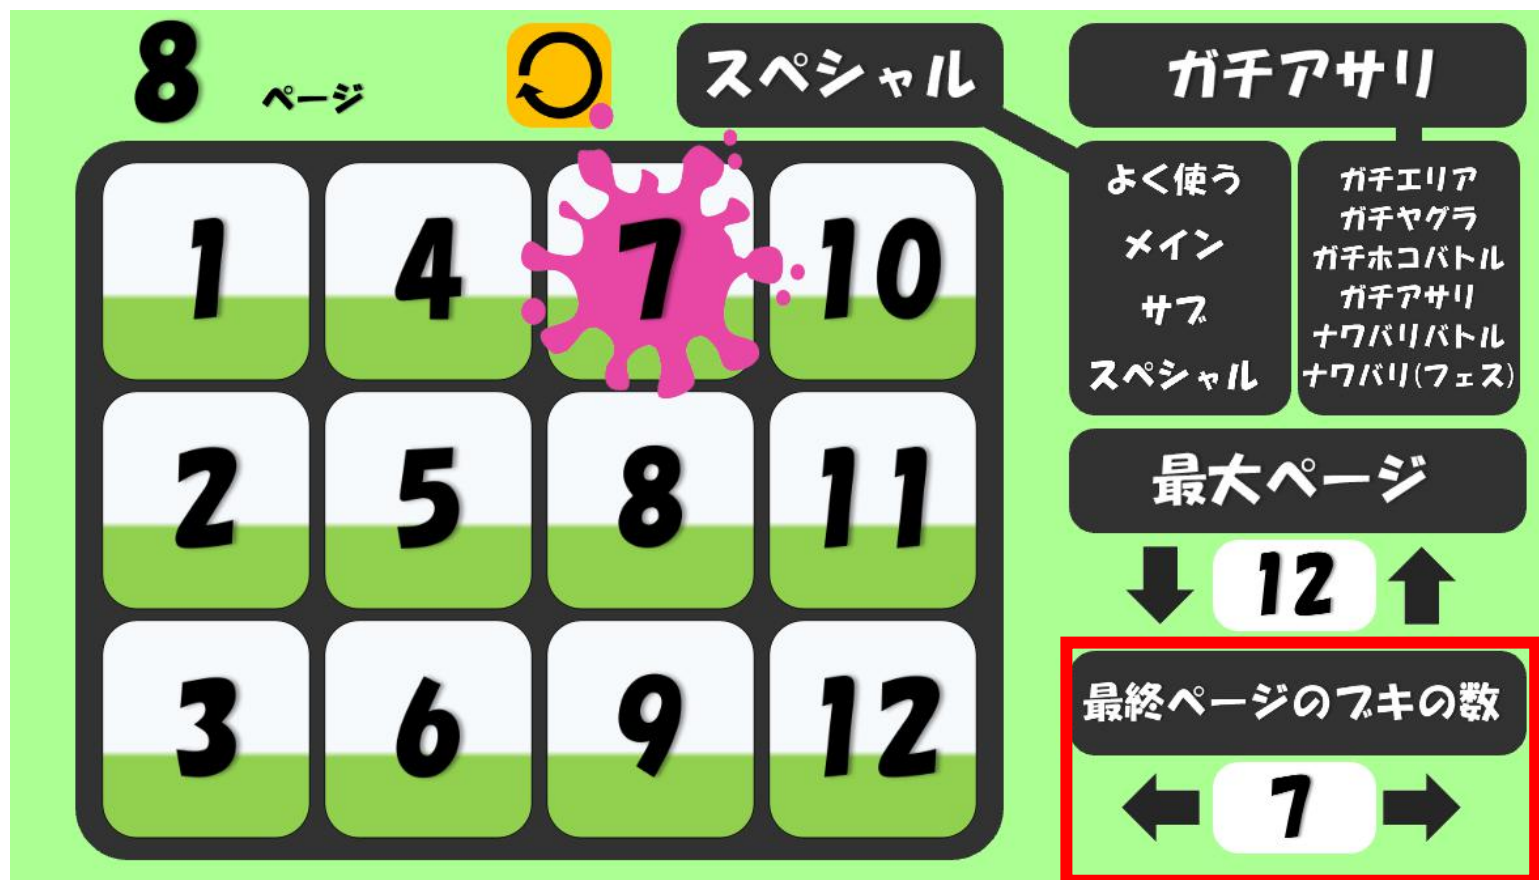 8 ページ
スペシャル
ガチアサリ
1 4 7 10
2 5 8 11
3 6 9 12
よく使う
メイン
サブ
スペシャル
ガチエリア
ガチヤグラ
ガチホコバトル
ガチアサリ
ナワバリバトル
ナワバリ(フェス)
最大ページ
12
最終ページのブキの数
7